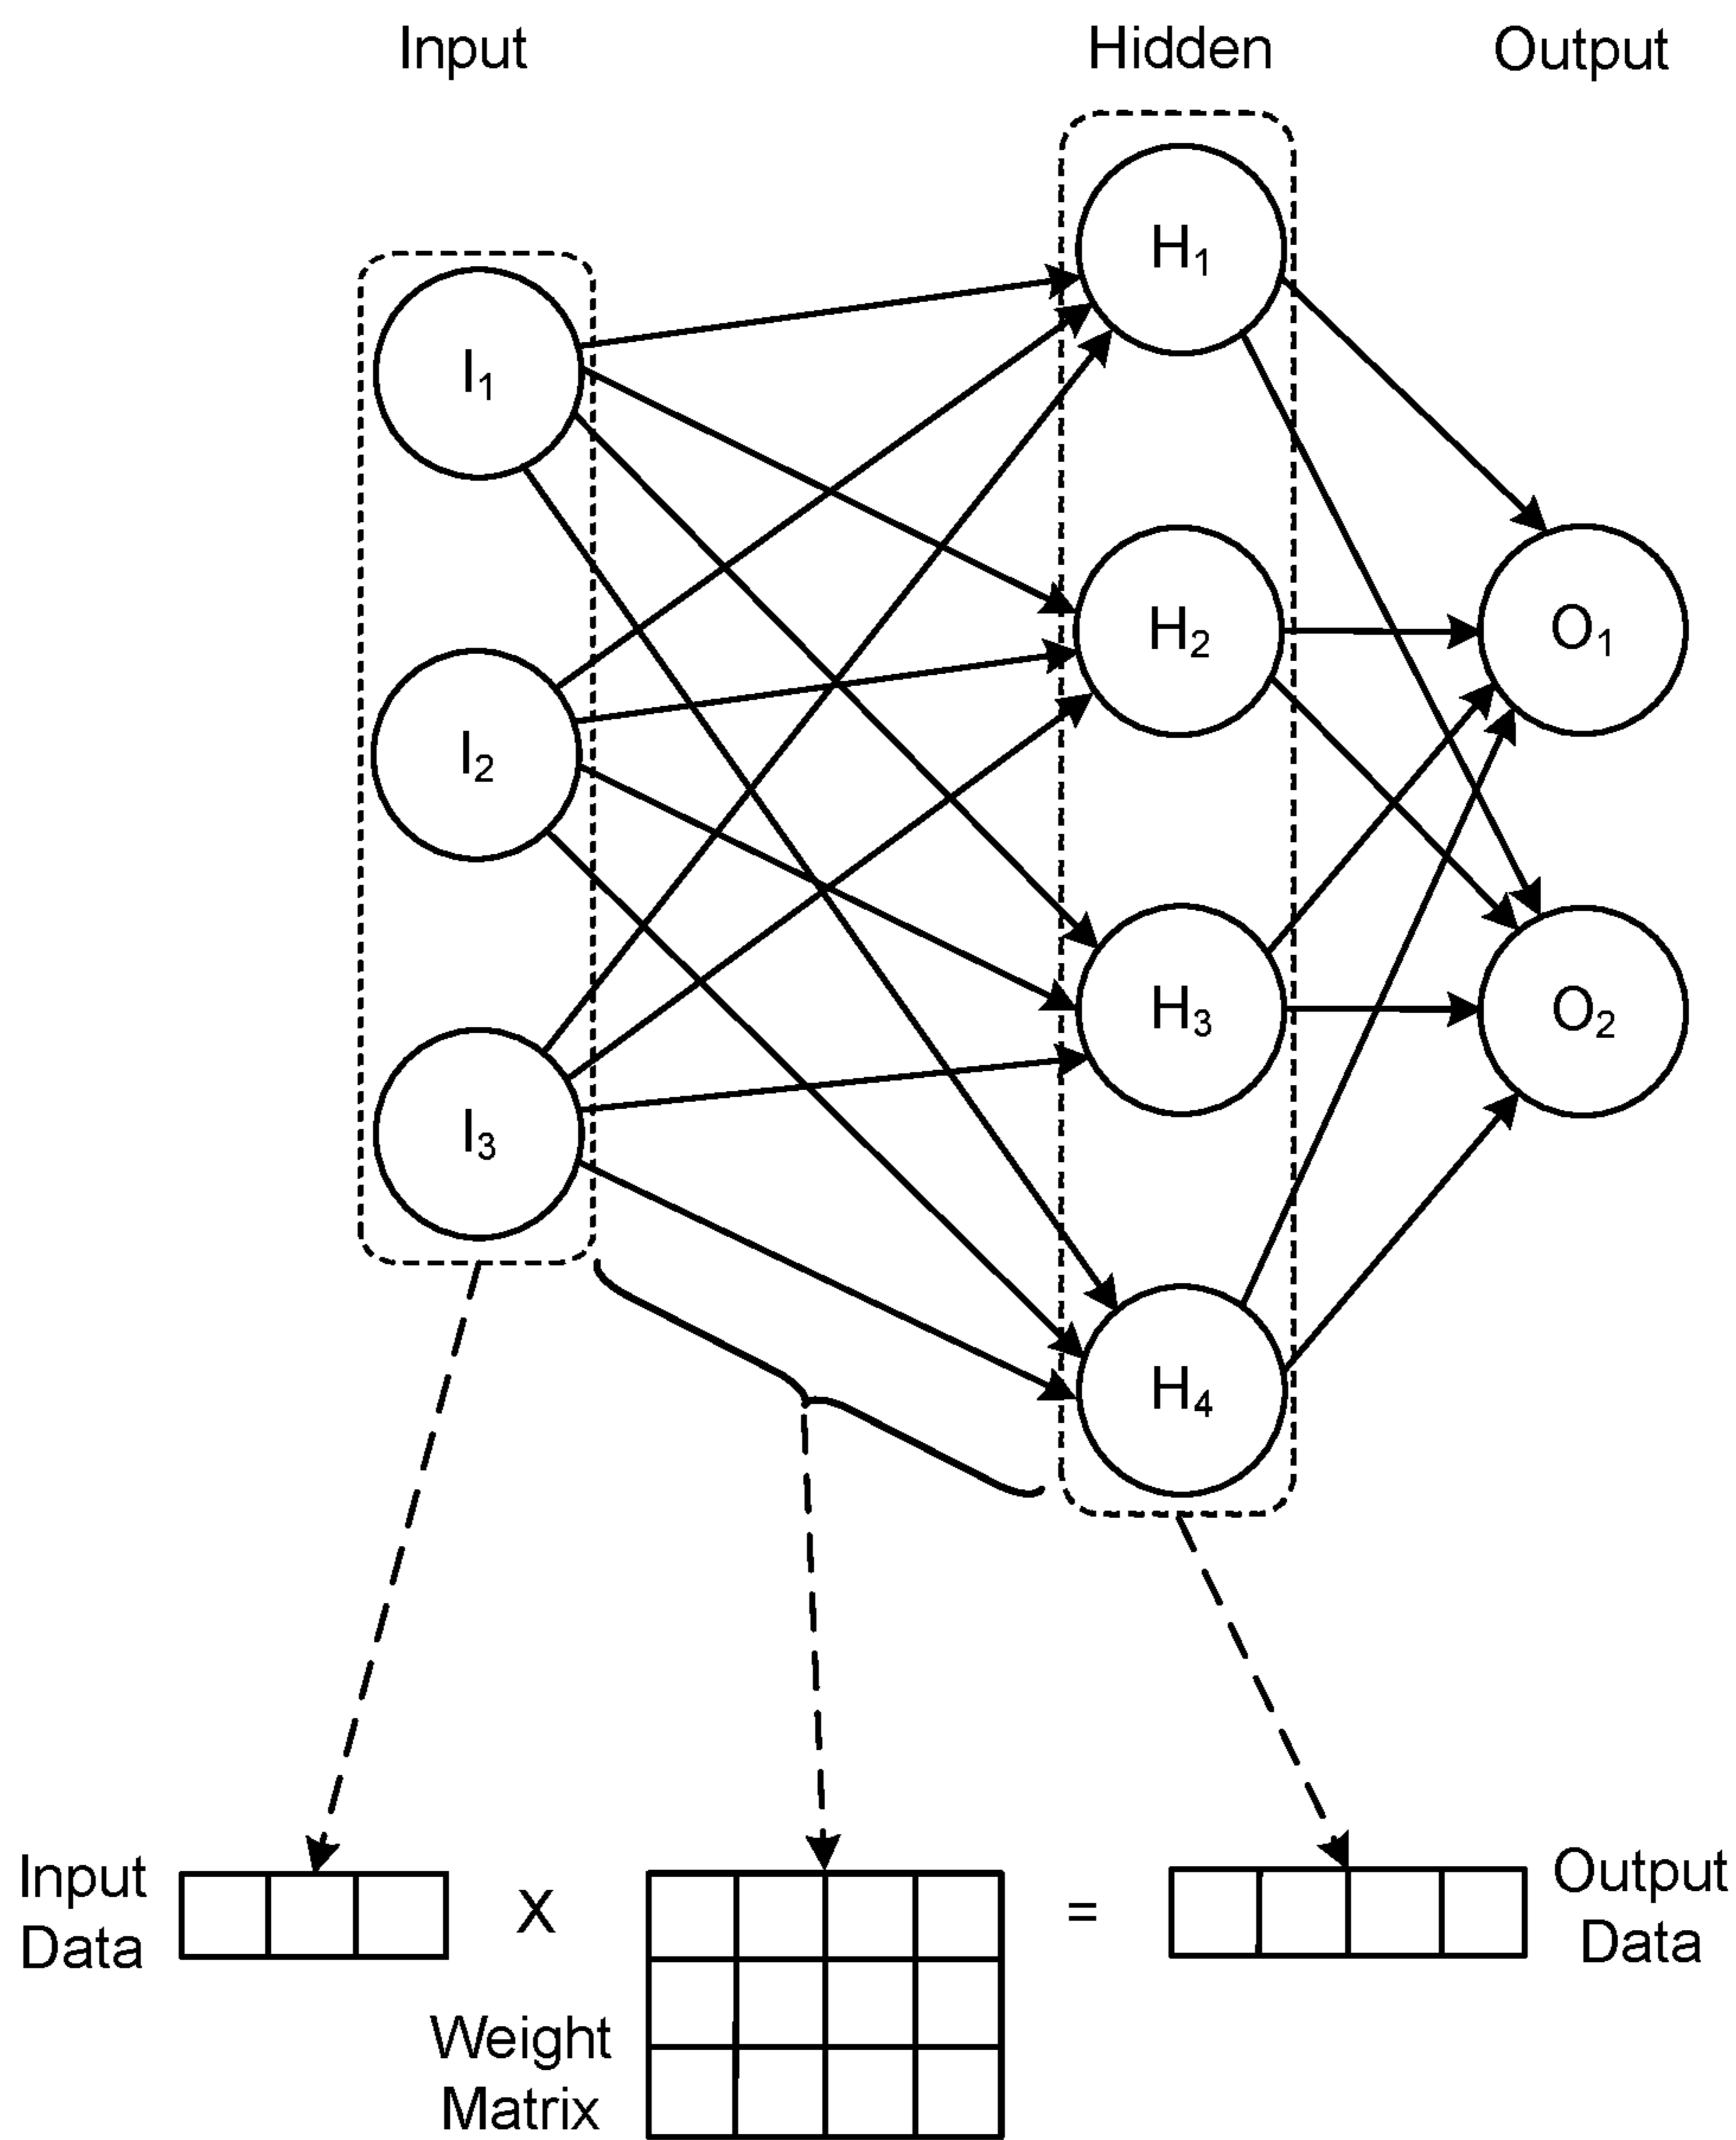 Input
Hidden
Output
H1
I1
H2
O1
I2
H3
O2
I3
H4
Input
Data
X
=
Output
Data
Weight
Matrix